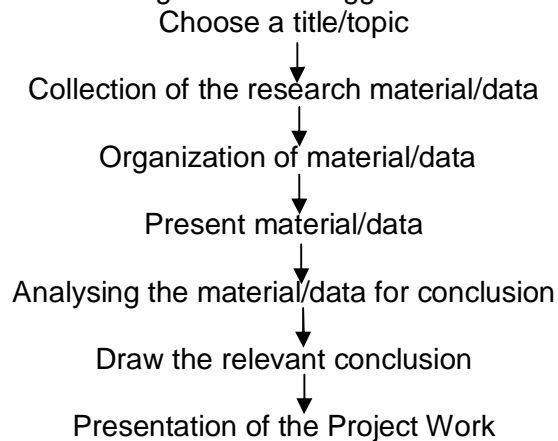 Choose a title/topic
Collection of the research material/data
Organization of material/data
Present material/data
Analysing the material/data for conclusion
Draw the relevant conclusion
Presentation of the Project Work